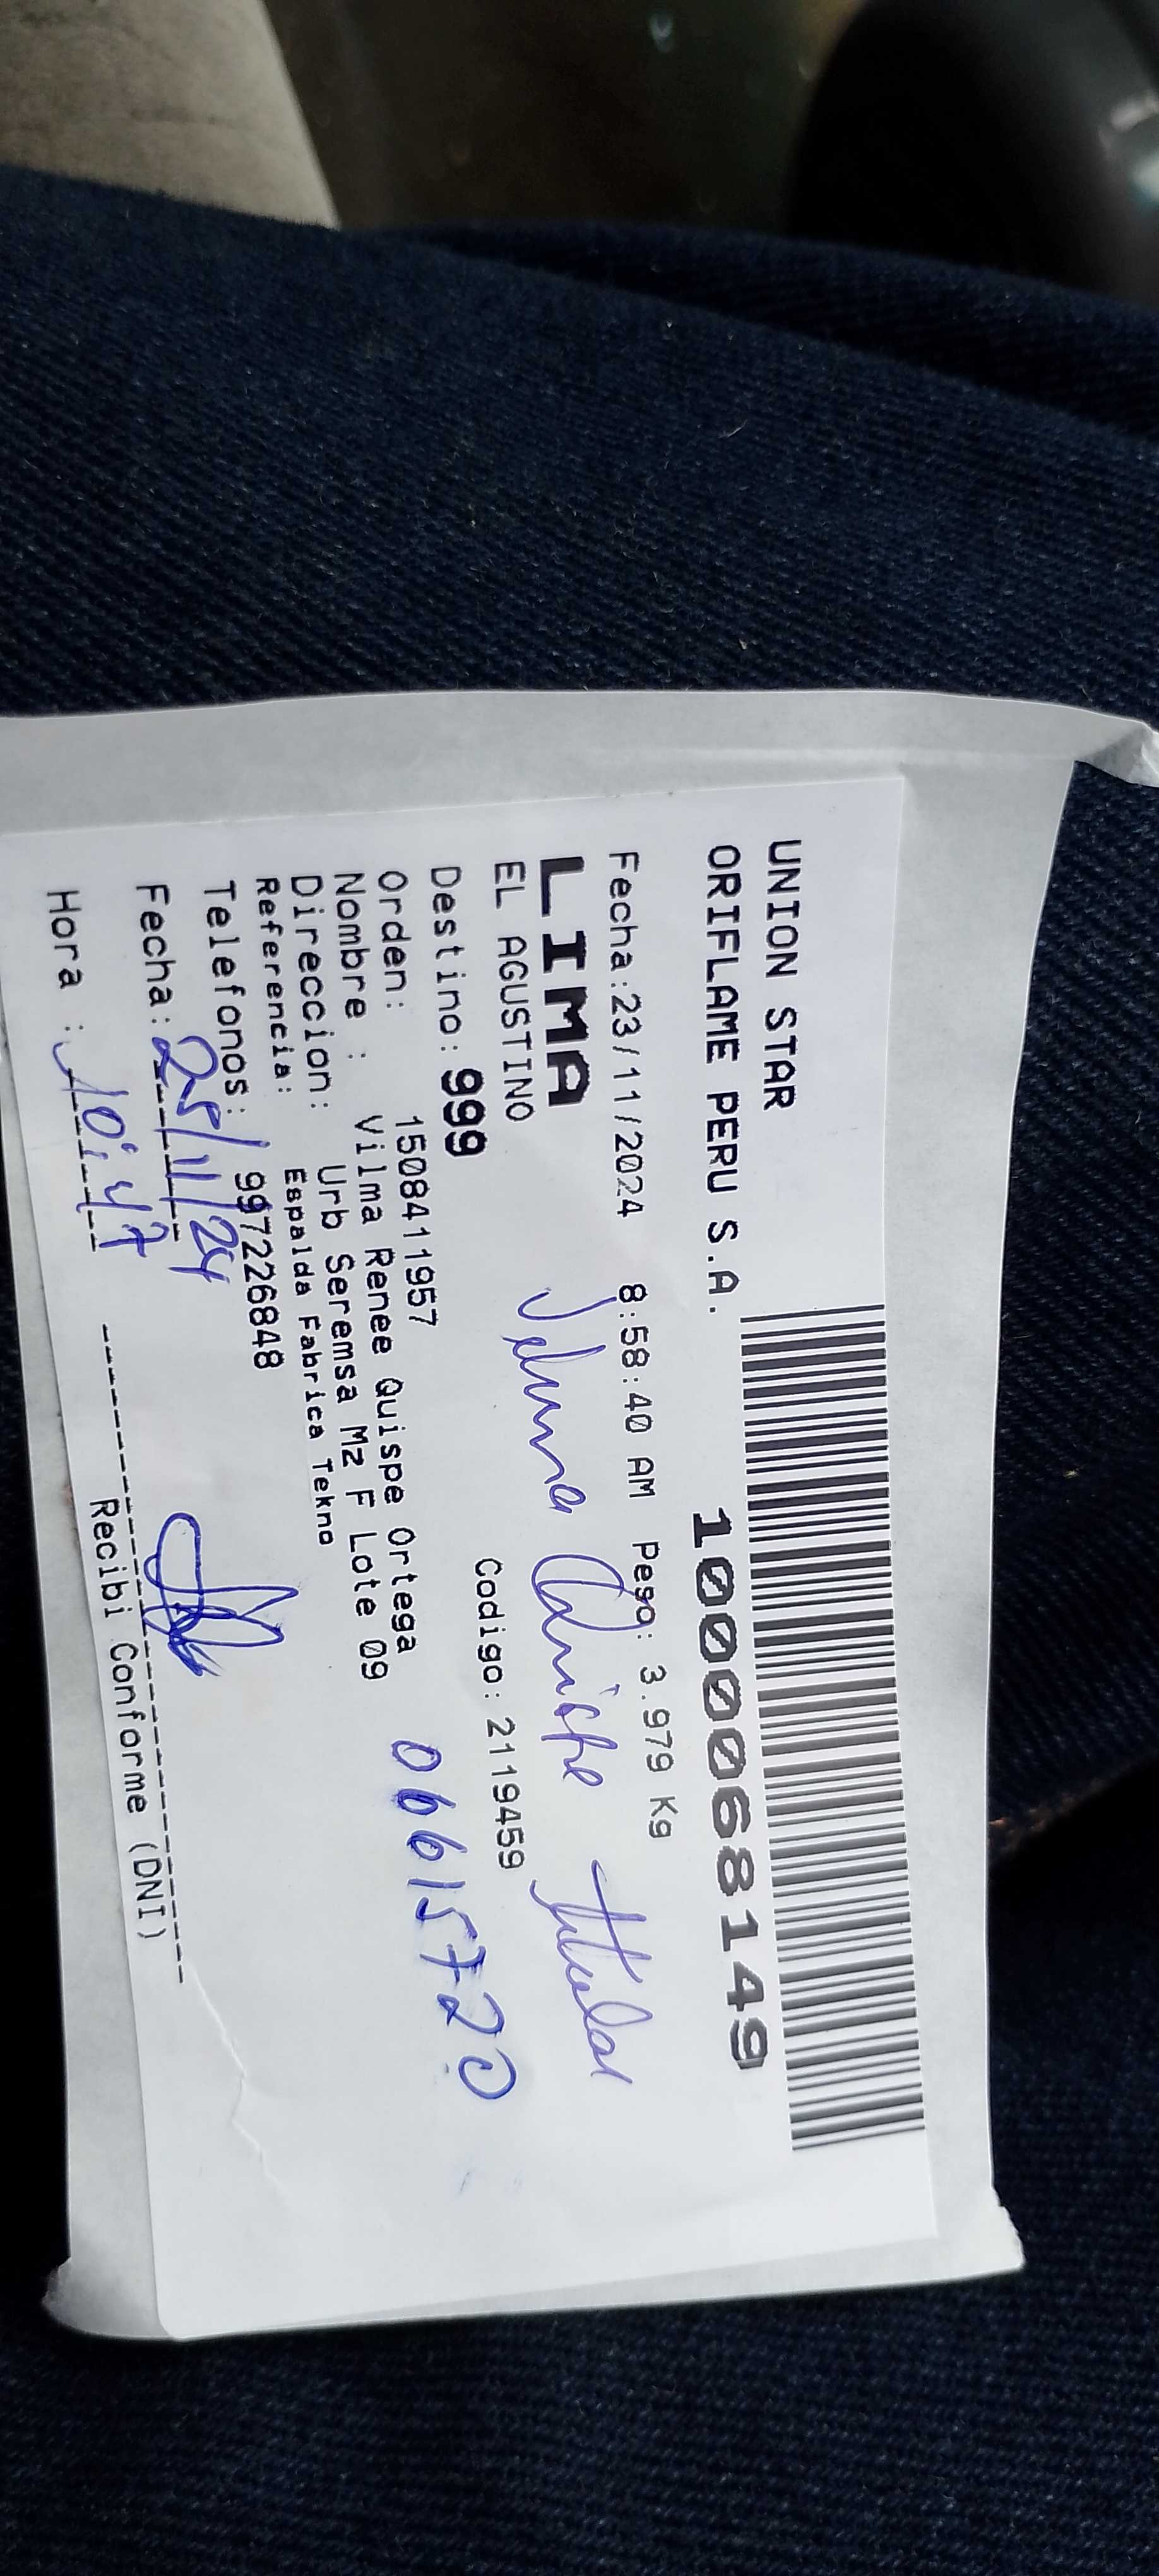 UNION STAR
ORIFLAME PERU S.A. 1000068149
Fecha:23/11/2024 8:58:40 AM Peso: 3.979 Kg
LIMA
EL AGUSTINO
Quispe titular
Destino: 999 Codigo: 2119459
Orden: 1508411957
Nombre : Vilma Renee Quispe Ortega
06615720
Direccion: Urb Seremsa Mz F Lote 09
Referencia: Espalda Fabrica Tekno
Telefonos: 997226848
Fecha: 25/11/24
Hora : 10:47
Recibi Conforme (DNI)